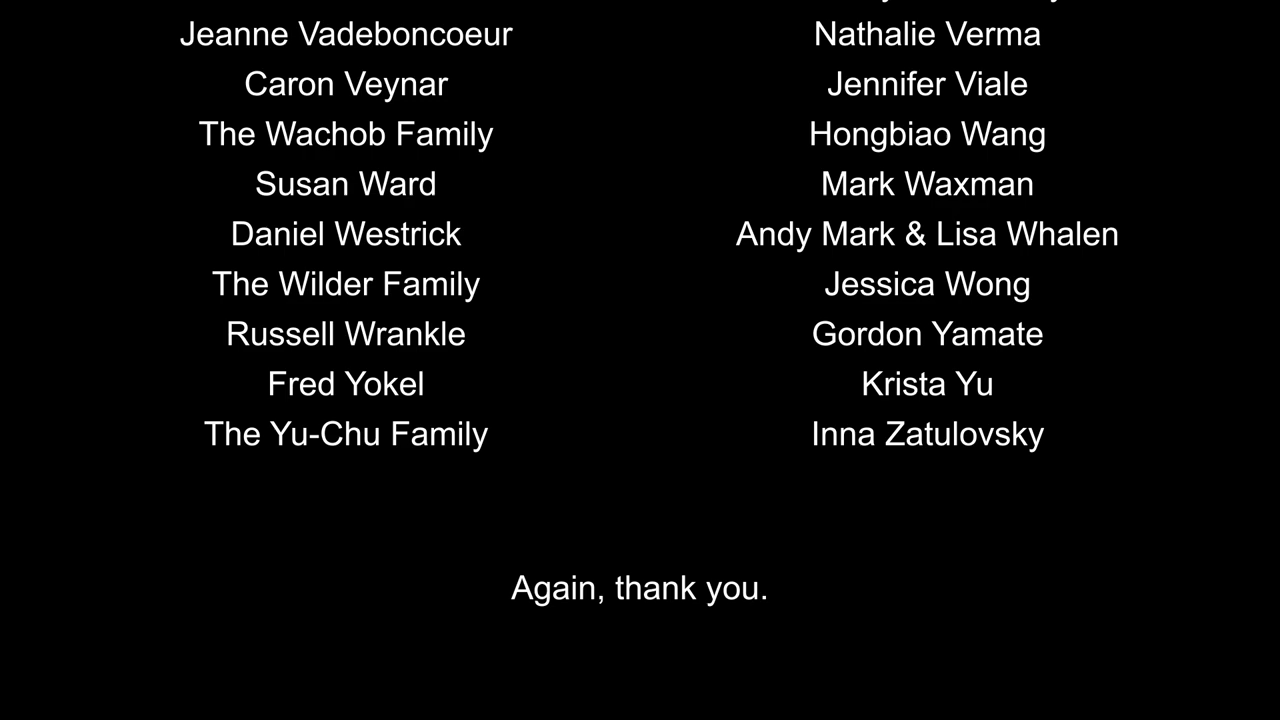 Jeanne Vadeboncoeur Nathalie Verma
Caron Veynar Jennifer Viale
The Wachob Family Hongbiao Wang
Susan Ward Mark Waxman
Daniel Westrick Andy Mark & Lisa Whalen
The Wilder Family Jessica Wong
Russell Wrankle Gordon Yamate
Fred Yokel Krista Yu
The Yu-Chu Family Inna Zatulovsky
Again, thank you.